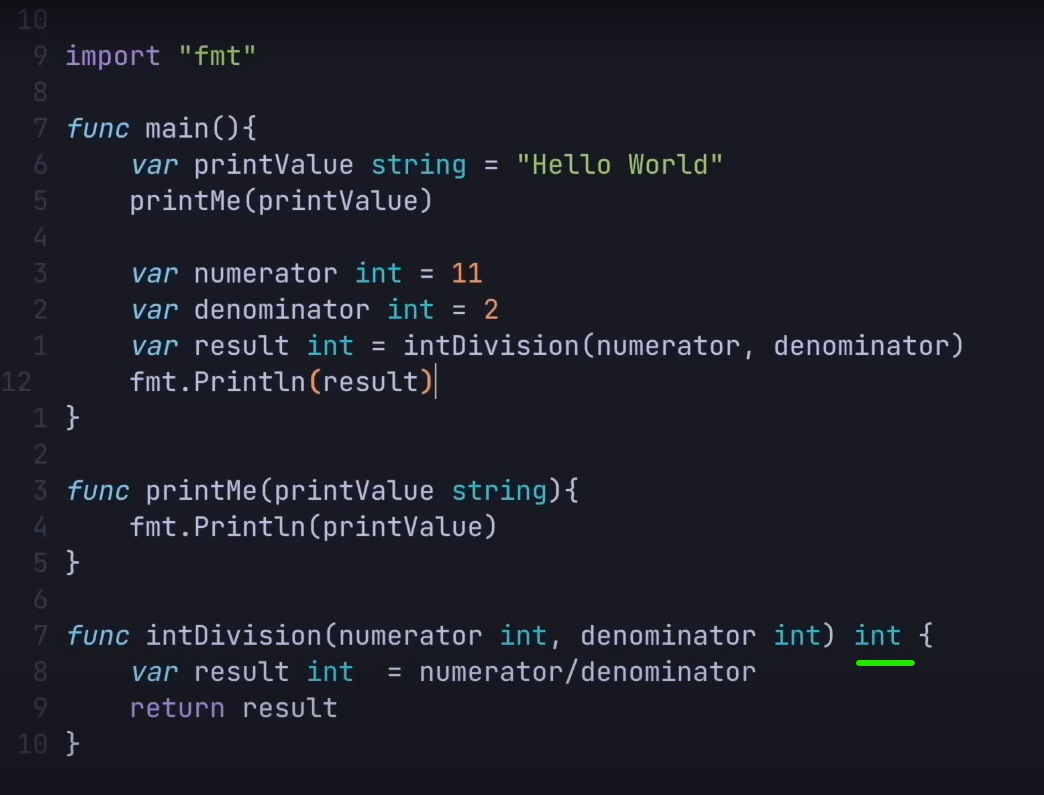 10
9 import "fmt"
8
7 func main(){
6     var printValue string = "Hello World"
5     printMe(printValue)
4
3     var numerator int = 11
2     var denominator int = 2
1     var result int = intDivision(numerator, denominator)
12     fmt.Println(result)
1 }
2
3 func printMe(printValue string){
4     fmt.Println(printValue)
5 }
6
7 func intDivision(numerator int, denominator int) int {
8     var result int  = numerator/denominator
9     return result
10 }